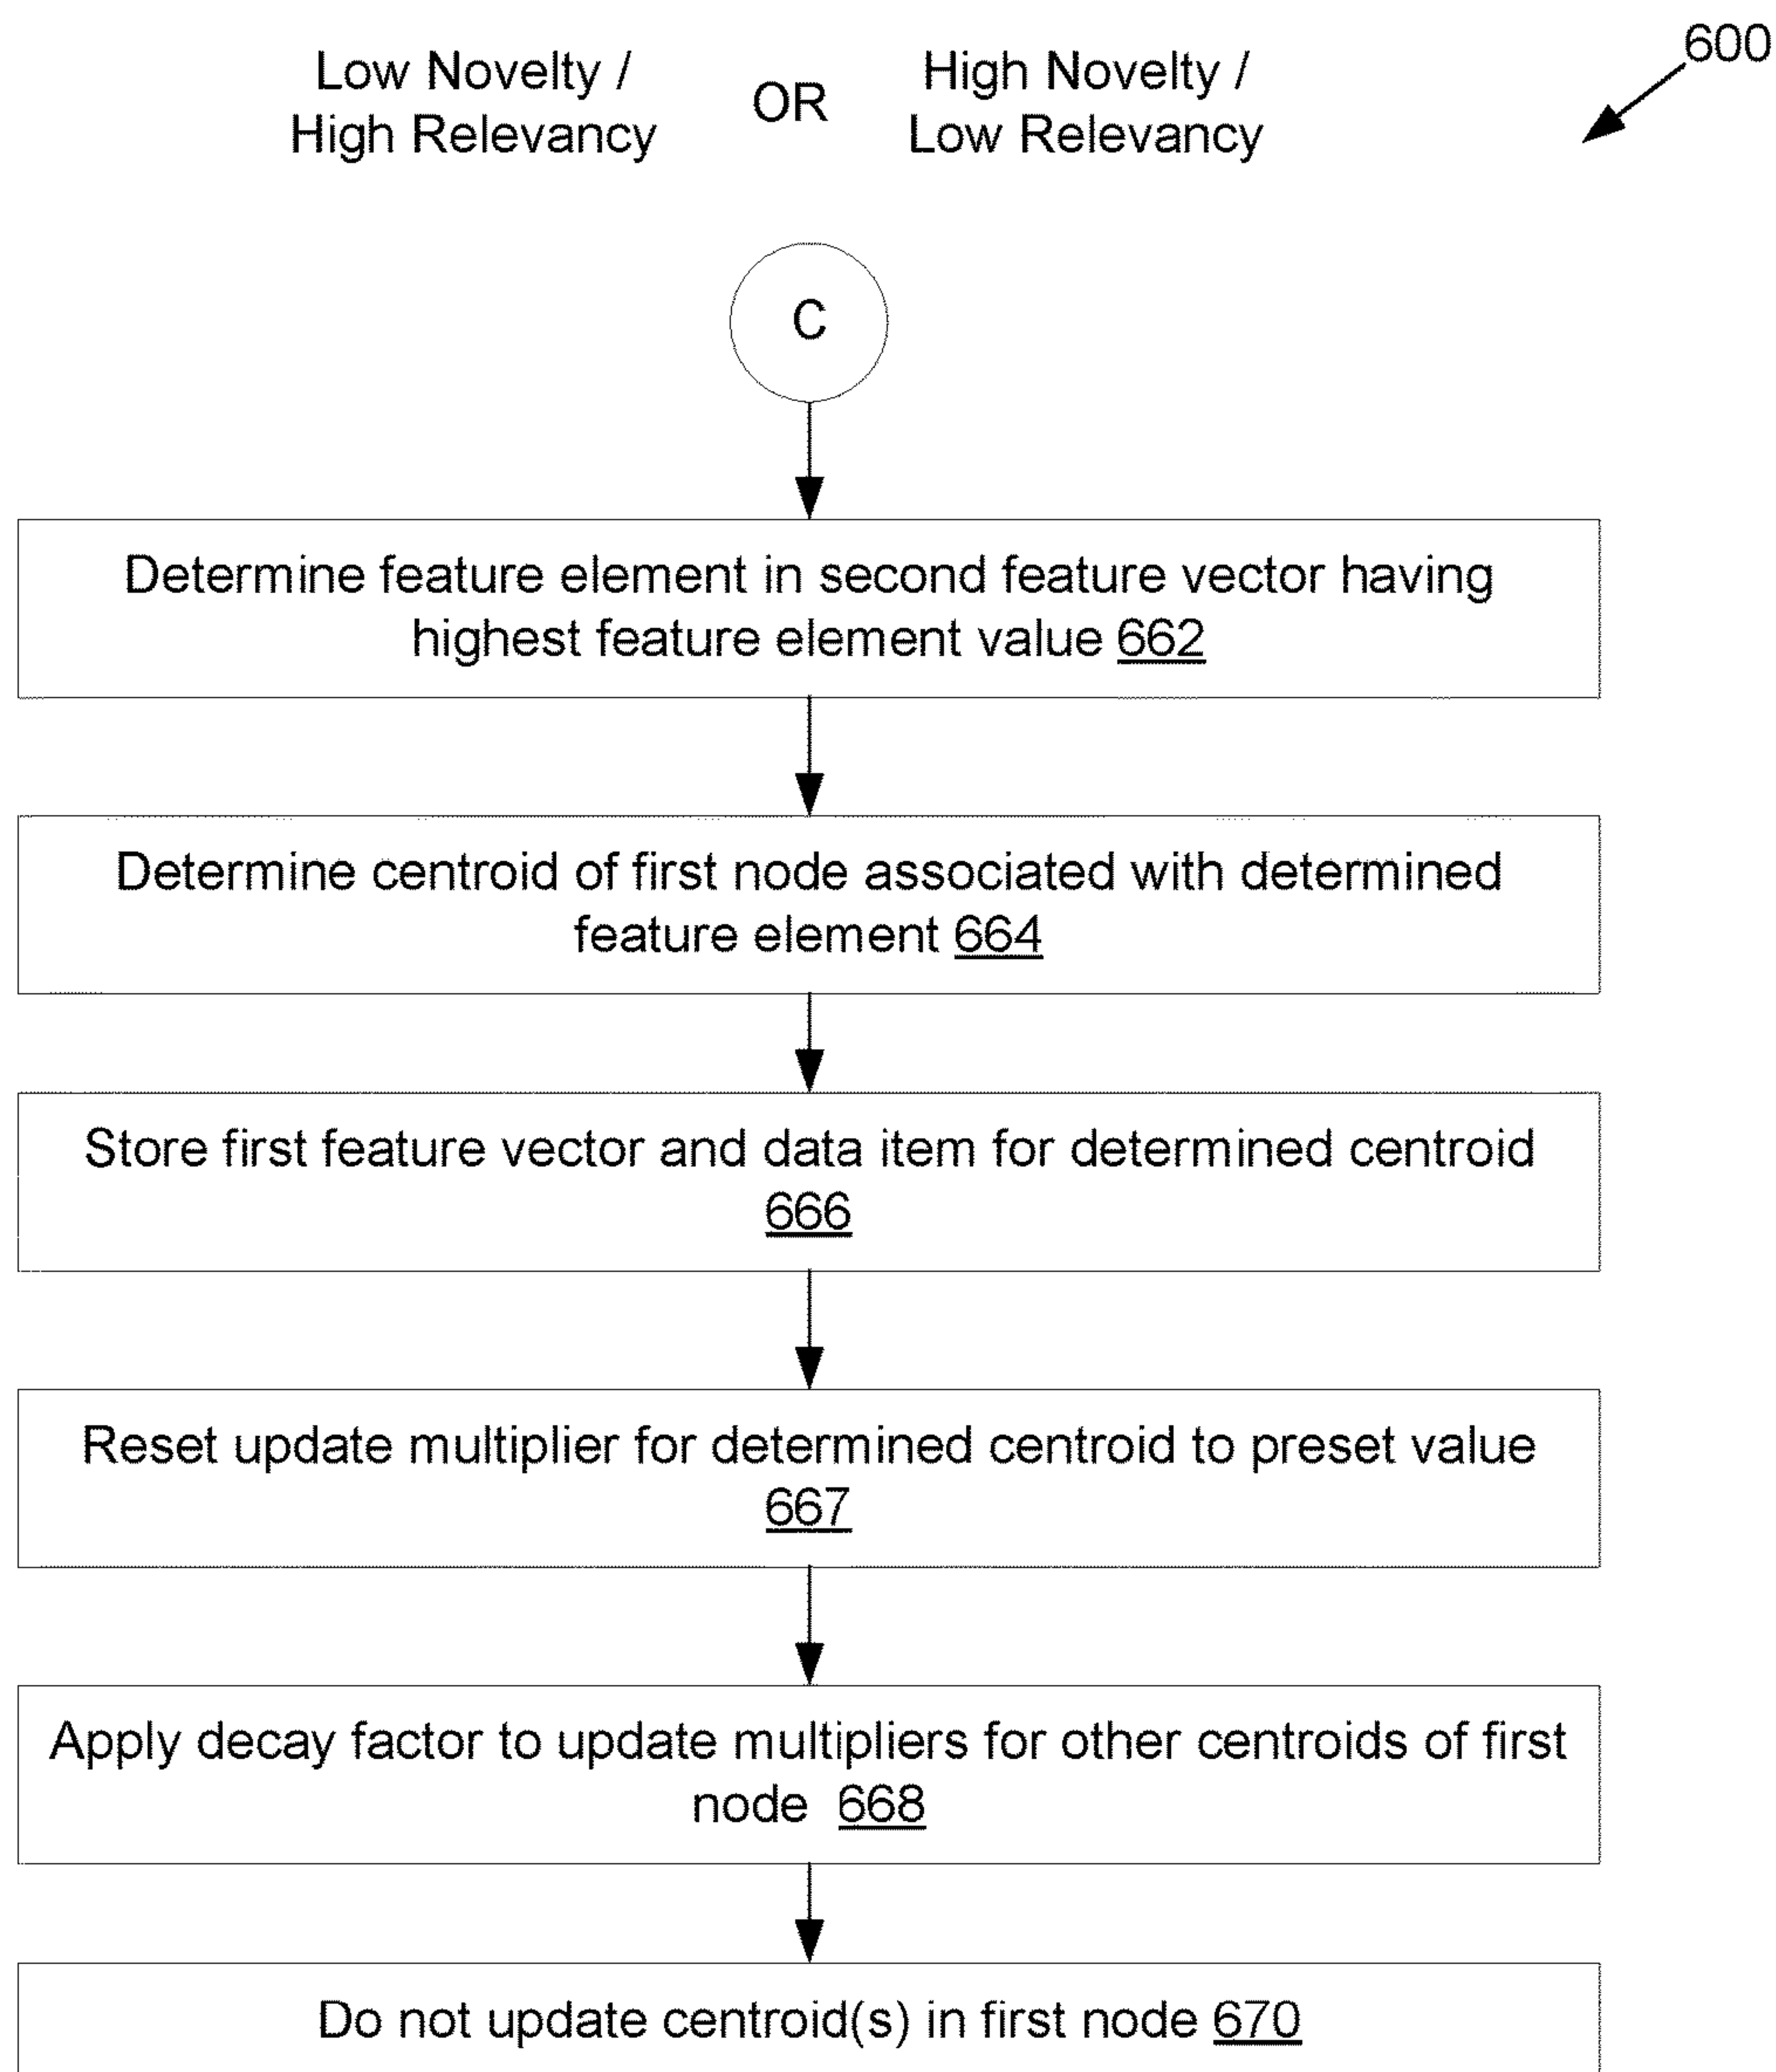 600
Low Novelty /
High Relevancy
OR
High Novelty /
Low Relevancy
C
Determine feature element in second feature vector having
highest feature element value 662
Determine centroid of first node associated with determined
feature element 664
Store first feature vector and data item for determined centroid
666
Reset update multiplier for determined centroid to preset value
667
Apply decay factor to update multipliers for other centroids of first
node 668
Do not update centroid(s) in first node 670